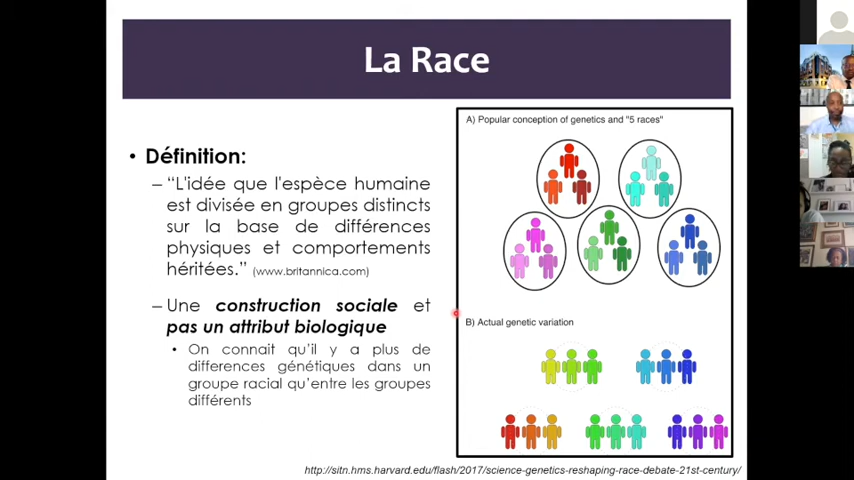 La Race
• Définition:
– “L'idée que l'espèce humaine
est divisée en groupes distincts
sur la base de différences
physiques et comportements
héritées.” (www.britannica.com)
– Une construction sociale et
pas un attribut biologique
• On connait qu'il y a plus de
differences génétiques dans un
groupe racial qu'entre les groupes
différents
A) Popular conception of genetics and "5 races"
B) Actual genetic variation
http://sitn.hms.harvard.edu/flash/2017/science-genetics-reshaping-race-debate-21st-century/